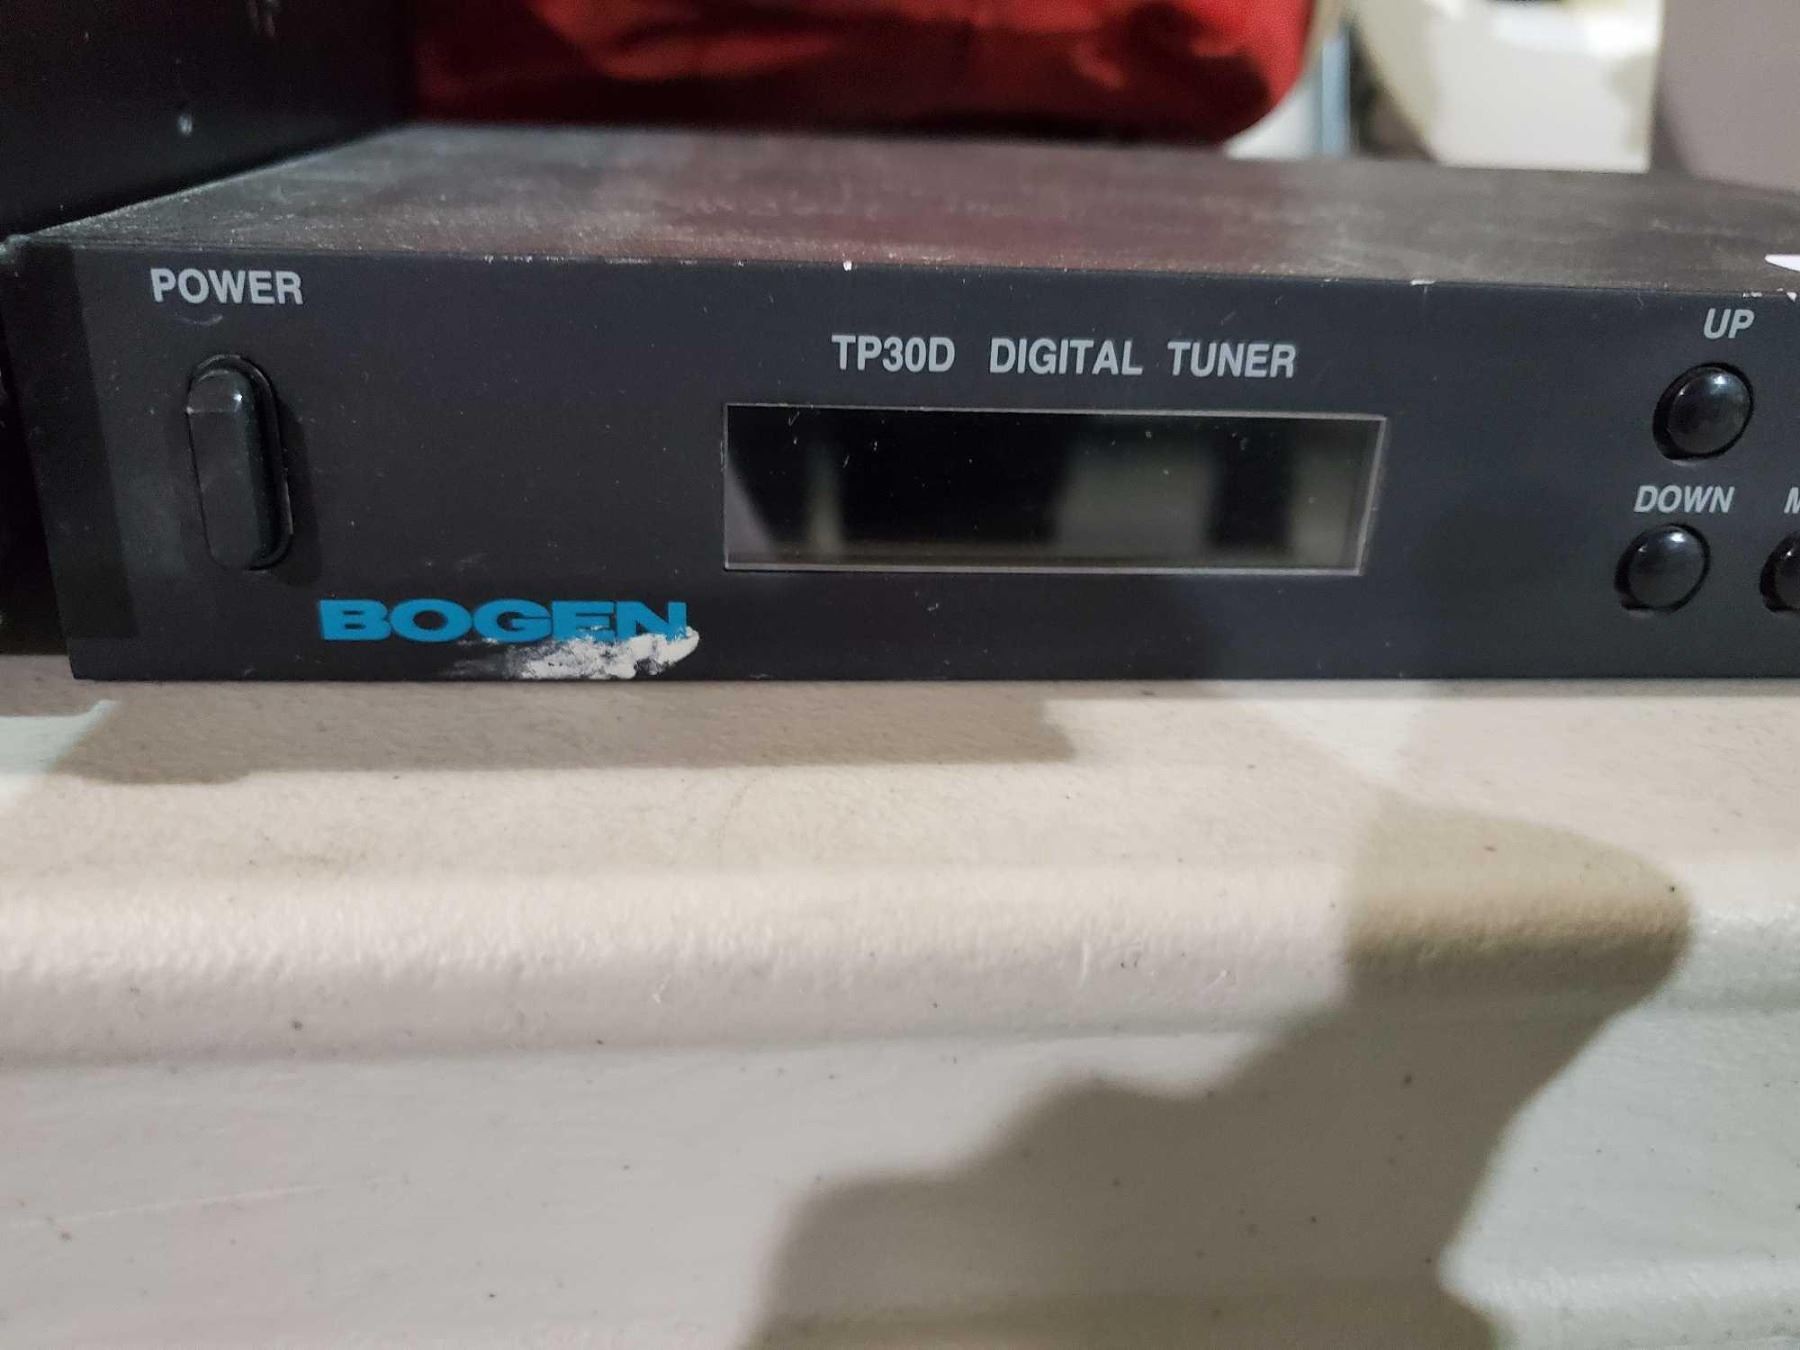 POWER
TP30D DIGITAL TUNER
UP
DOWN
BOGEN